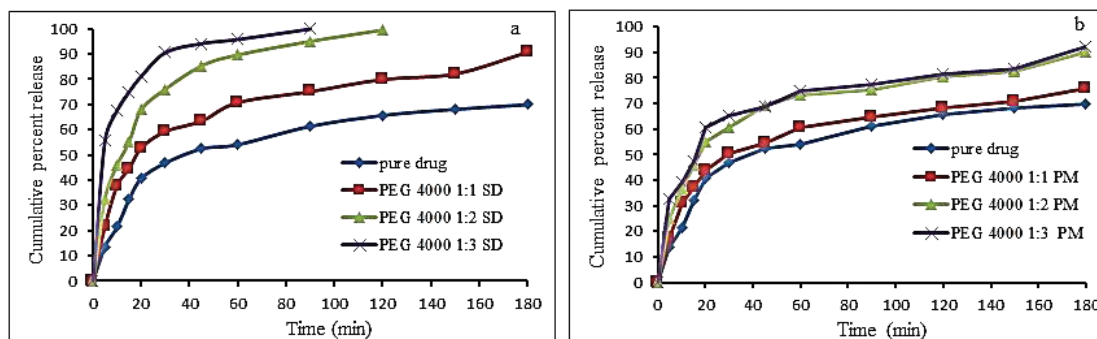 a
Cumulative percent release
100
90
80
70
60
50
40
30
20
10
0
pure drug
PEG 4000 1:1 SD
PEG 4000 1:2 SD
PEG 4000 1:3 SD
0 20 40 60 80 100 120 140 160 180
Time (min)
b
Cumulative percent release
100
90
80
70
60
50
40
30
20
10
0
pure drug
PEG 4000 1:1 PM
PEG 4000 1:2 PM
PEG 4000 1:3 PM
0 20 40 60 80 100 120 140 160 180
Time (min)